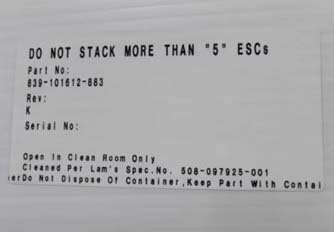 DO NOT STACK MORE THAN "5" ESCs
Part No:
839-101612-883
Rev:
K
Serial No:
Open In Clean Room Only
Cleaned Per Lam's Spec.No. 508-097925-001
erDo Not Dispose Of Container,Keep Part With Contai